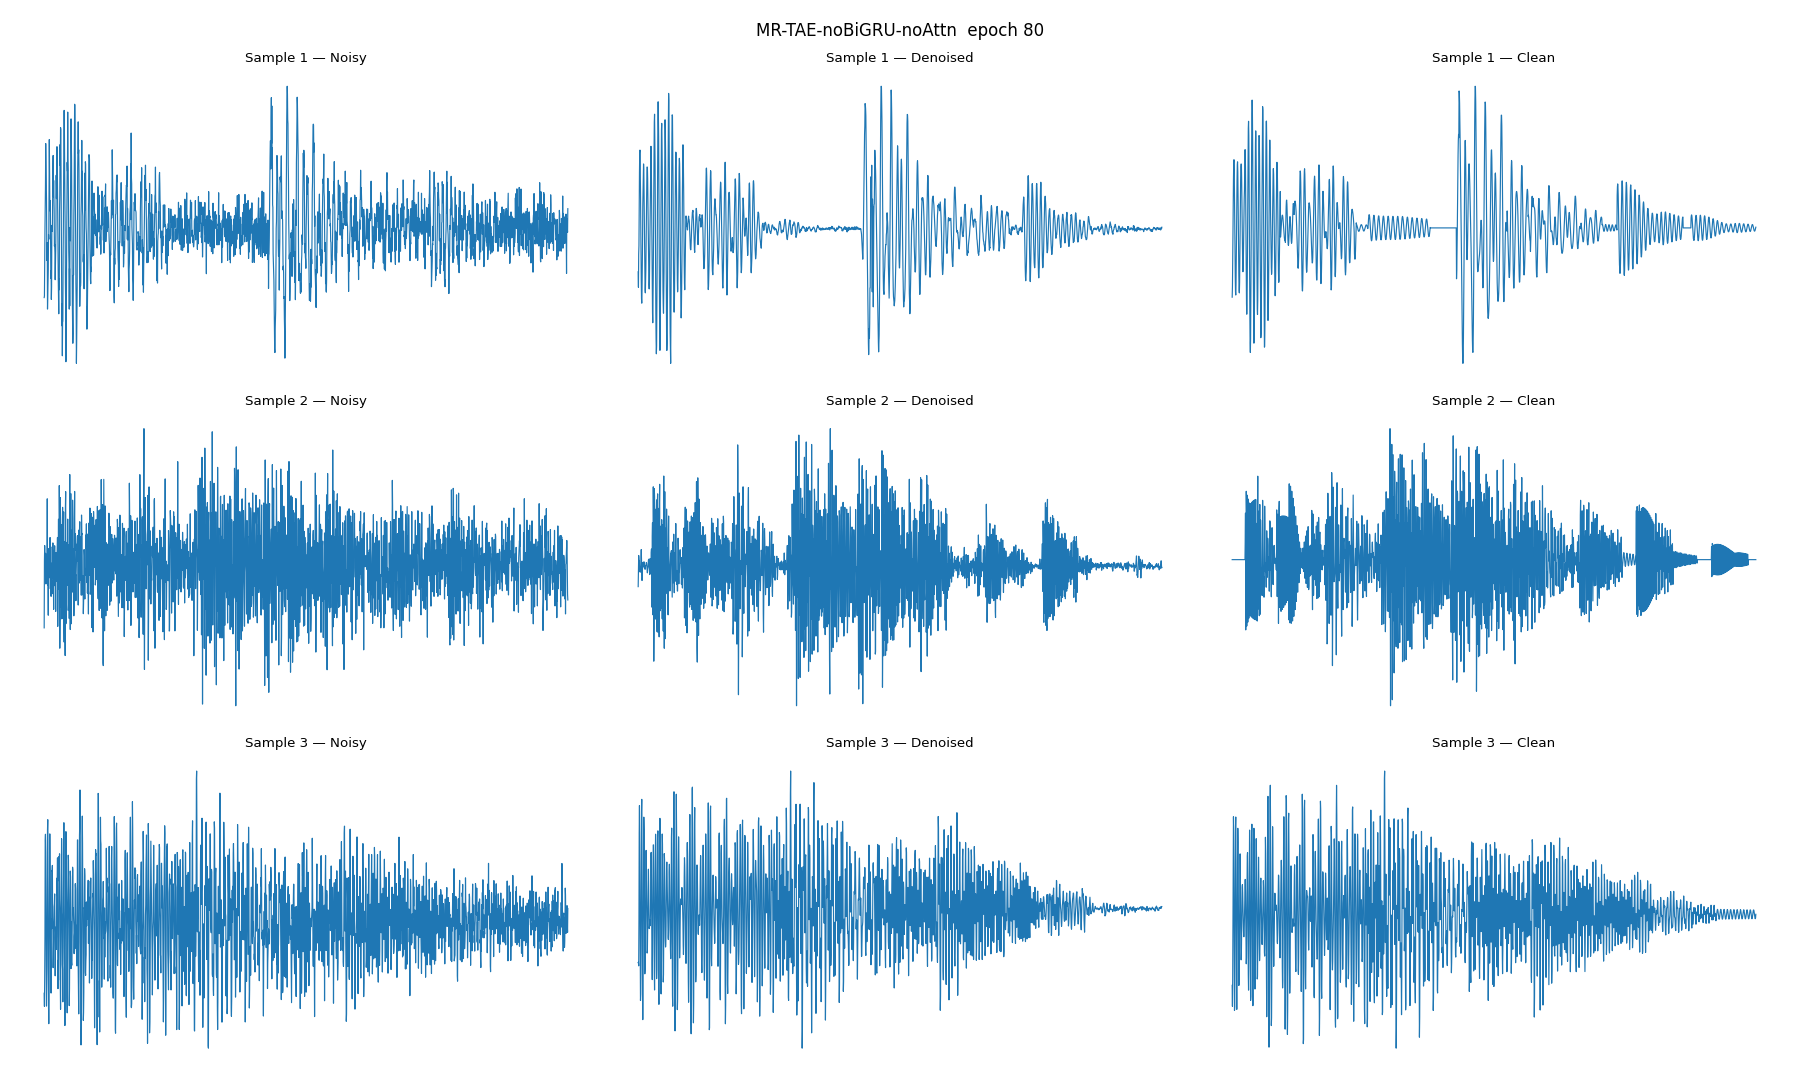 MR-TAE-noBiGRU-noAttn  epoch 80
Sample 1 — Noisy
Sample 1 — Denoised
Sample 1 — Clean
Sample 2 — Noisy
Sample 2 — Denoised
Sample 2 — Clean
Sample 3 — Noisy
Sample 3 — Denoised
Sample 3 — Clean